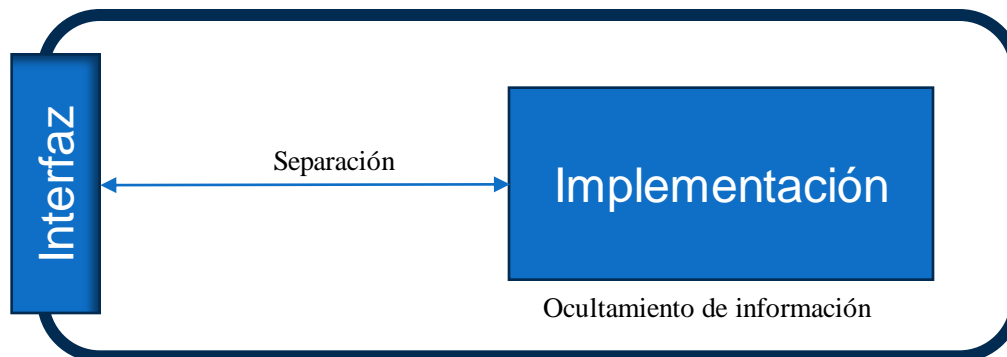 Interfaz
Separación
Implementación
Ocultamiento de información